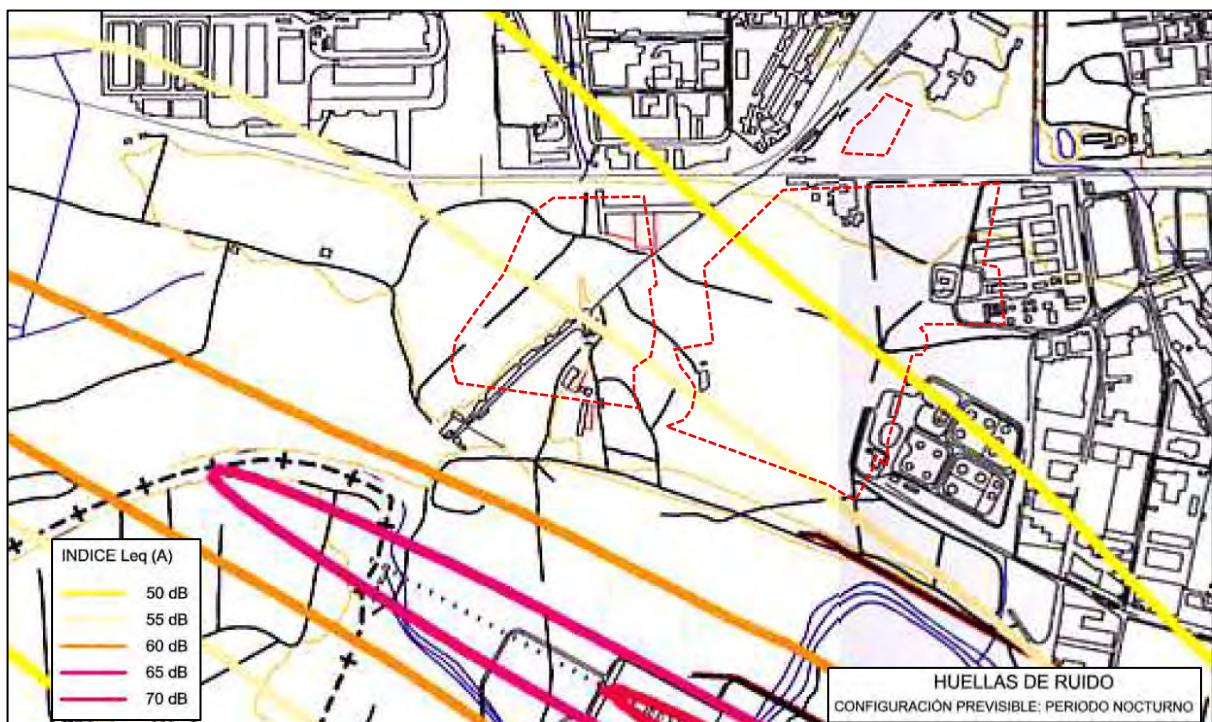 INDICE Leq (A)
50 dB
55 dB
60 dB
65 dB
70 dB
HUELLAS DE RUIDO
CONFIGURACIÓN PREVISIBLE: PERIODO NOCTURNO